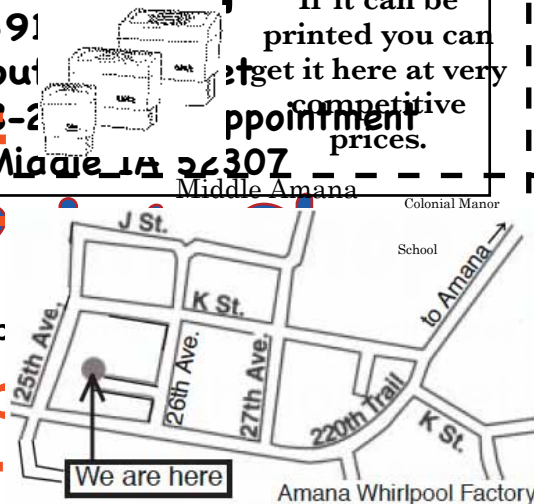 If it can be
printed you can
get it here at very
competitive
prices.
ppointment
IA 52307
Middle Amana
Colonial Manor
J St.
School
to Amana
K St.
25th Ave.
26th Ave.
27th Ave.
220th Trail
K St.
We are here
Amana Whirlpool Factory